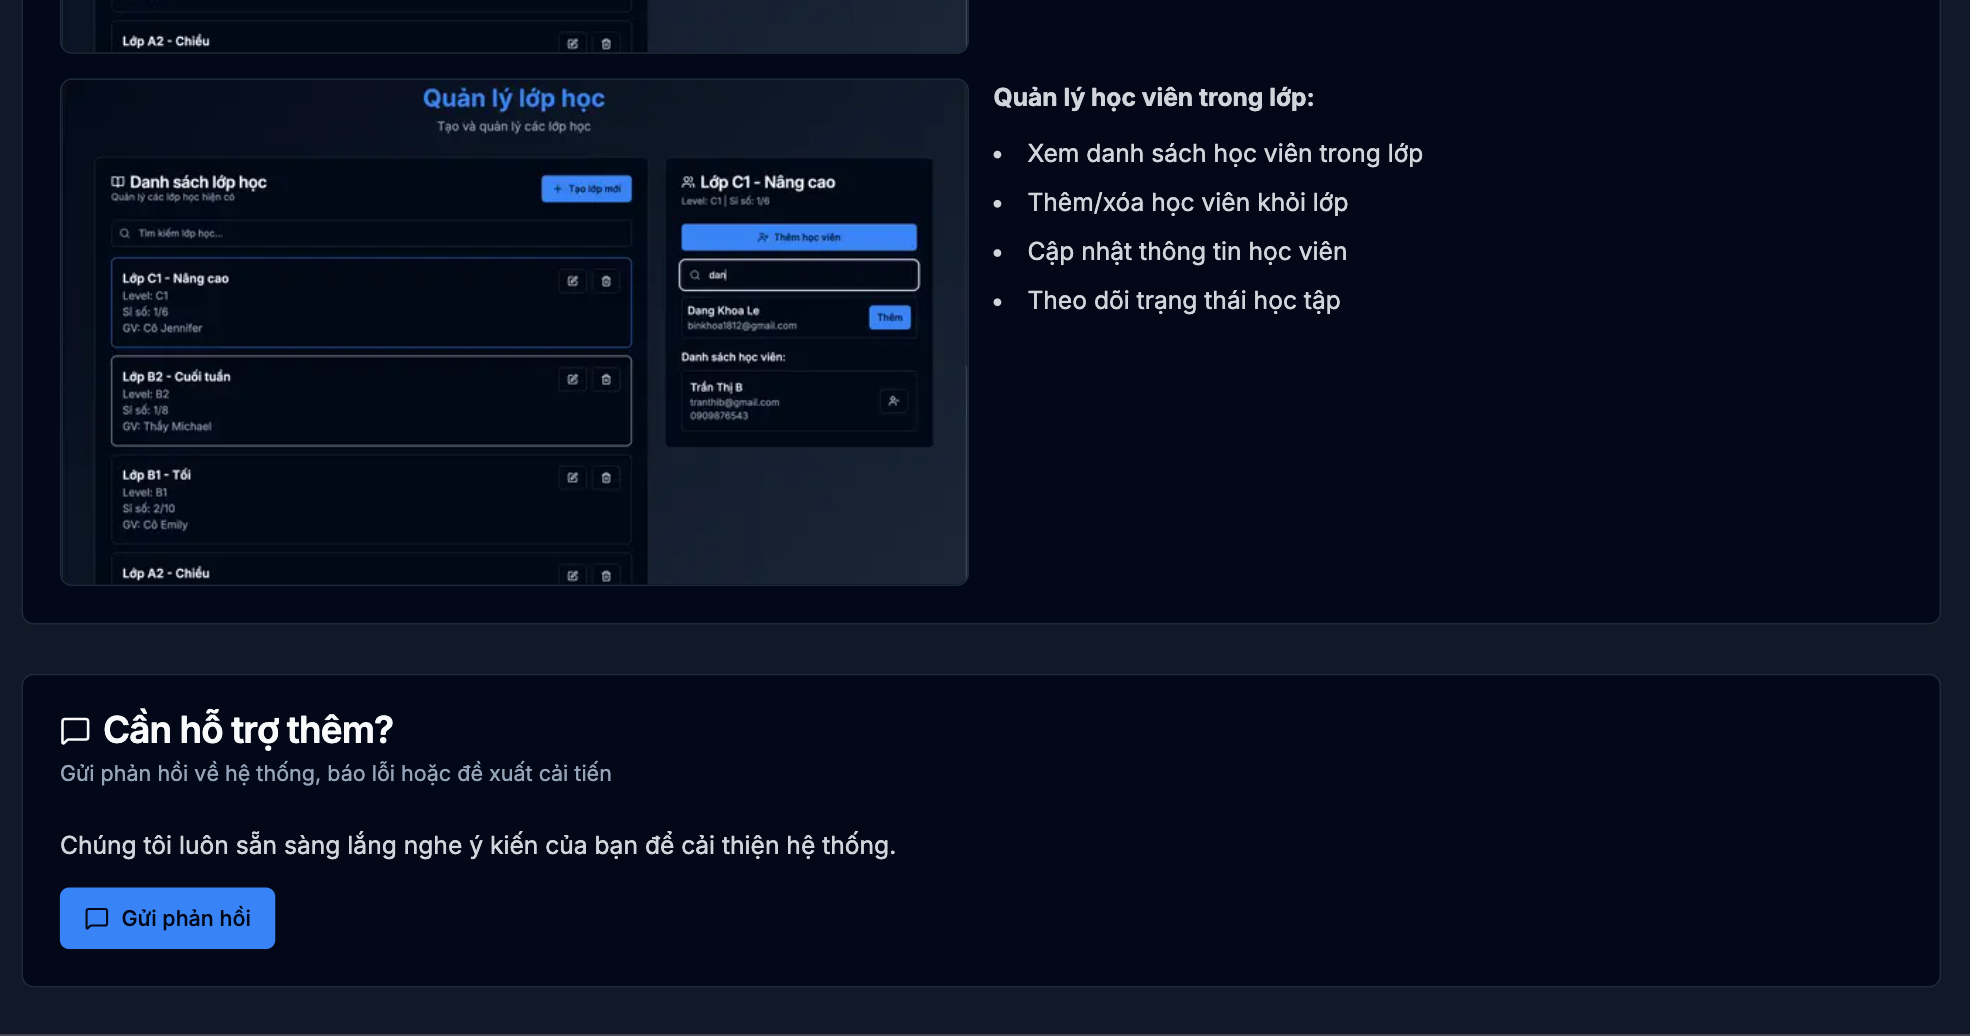 Lớp A2 - Chiều
Quản lý lớp học
Tạo và quản lý các lớp học
Danh sách lớp học
Quản lý các lớp học hiện có
+ Tạo lớp mới
Tìm kiếm lớp học...
Lớp C1 - Nâng cao
Level: C1
Sĩ số: 1/6
GV: Cô Jennifer
Lớp B2 - Cuối tuần
Level: B2
Sĩ số: 1/8
GV: Thầy Michael
Lớp B1 - Tối
Level: B1
Sĩ số: 2/10
GV: Cô Emily
Lớp A2 - Chiều
Lớp C1 - Nâng cao
Level: C1 | Sĩ số: 1/6
Thêm học viên
dan
Dang Khoa Le
binkhoa1812@gmail.com
Thêm
Danh sách học viên:
Trần Thị B
tranthib@gmail.com
0909876543
Quản lý học viên trong lớp:
• Xem danh sách học viên trong lớp
• Thêm/xóa học viên khỏi lớp
• Cập nhật thông tin học viên
• Theo dõi trạng thái học tập
Cần hỗ trợ thêm?
Gửi phản hồi về hệ thống, báo lỗi hoặc đề xuất cải tiến
Chúng tôi luôn sẵn sàng lắng nghe ý kiến của bạn để cải thiện hệ thống.
Gửi phản hồi